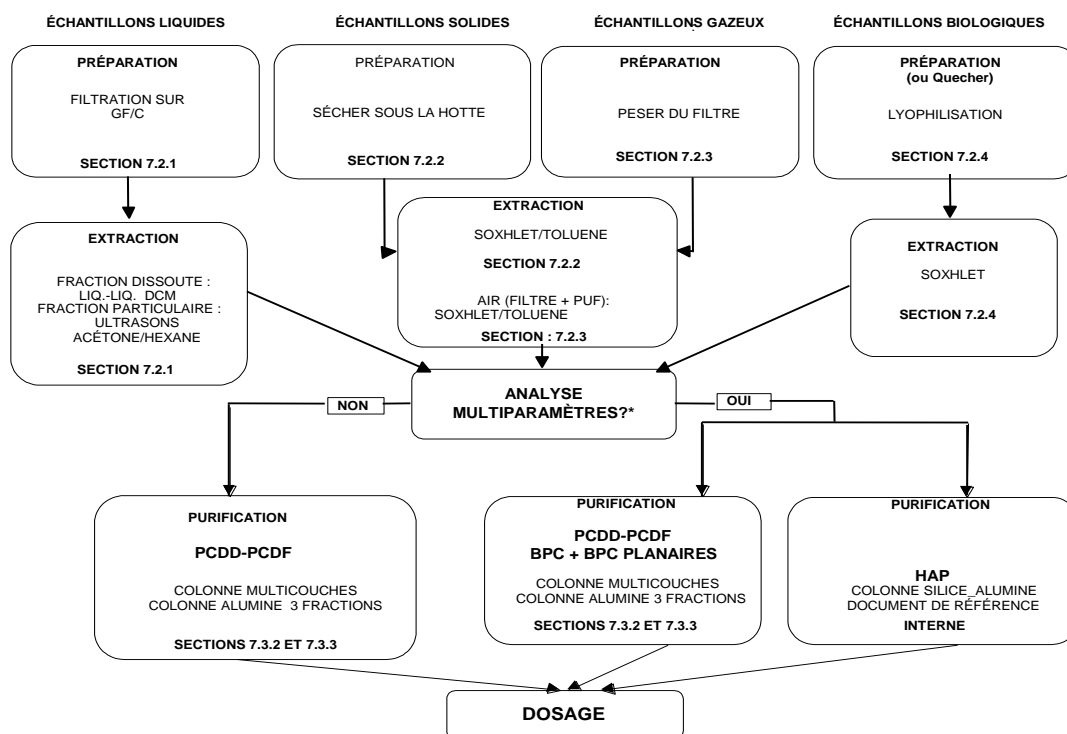 ÉCHANTILLONS LIQUIDES
ÉCHANTILLONS SOLIDES
ÉCHANTILLONS GAZEUX
ÉCHANTILLONS BIOLOGIQUES
PRÉPARATION
FILTRATION SUR
GF/C
SECTION 7.2.1
PRÉPARATION
SÉCHER SOUS LA HOTTE
SECTION 7.2.2
PRÉPARATION
PESER DU FILTRE
SECTION 7.2.3
PRÉPARATION
(ou Quecher)
LYOPHILISATION
SECTION 7.2.4
EXTRACTION
FRACTION DISSOUTE :
LIQ.-LIQ. DCM
FRACTION PARTICULAIRE :
ULTRASONS
ACÉTONE/HEXANE
SECTION 7.2.1
EXTRACTION
SOXHLET/TOLUENE
SECTION 7.2.2
AIR (FILTRE + PUF):
SOXHLET/TOLUENE
SECTION : 7.2.3
EXTRACTION
SOXHLET
SECTION 7.2.4
ANALYSE
MULTIPARAMÈTRES?*
NON
OUI
PURIFICATION
PCDD-PCDF
COLONNE MULTICOUCHES
COLONNE ALUMINE 3 FRACTIONS
SECTIONS 7.3.2 ET 7.3.3
PURIFICATION
PCDD-PCDF
BPC + BPC PLANAIRES
COLONNE MULTICOUCHES
COLONNE ALUMINE 3 FRACTIONS
SECTIONS 7.3.2 ET 7.3.3
PURIFICATION
HAP
COLONNE SILICE_ALUMINE
DOCUMENT DE RÉFÉRENCE
INTERNE
DOSAGE